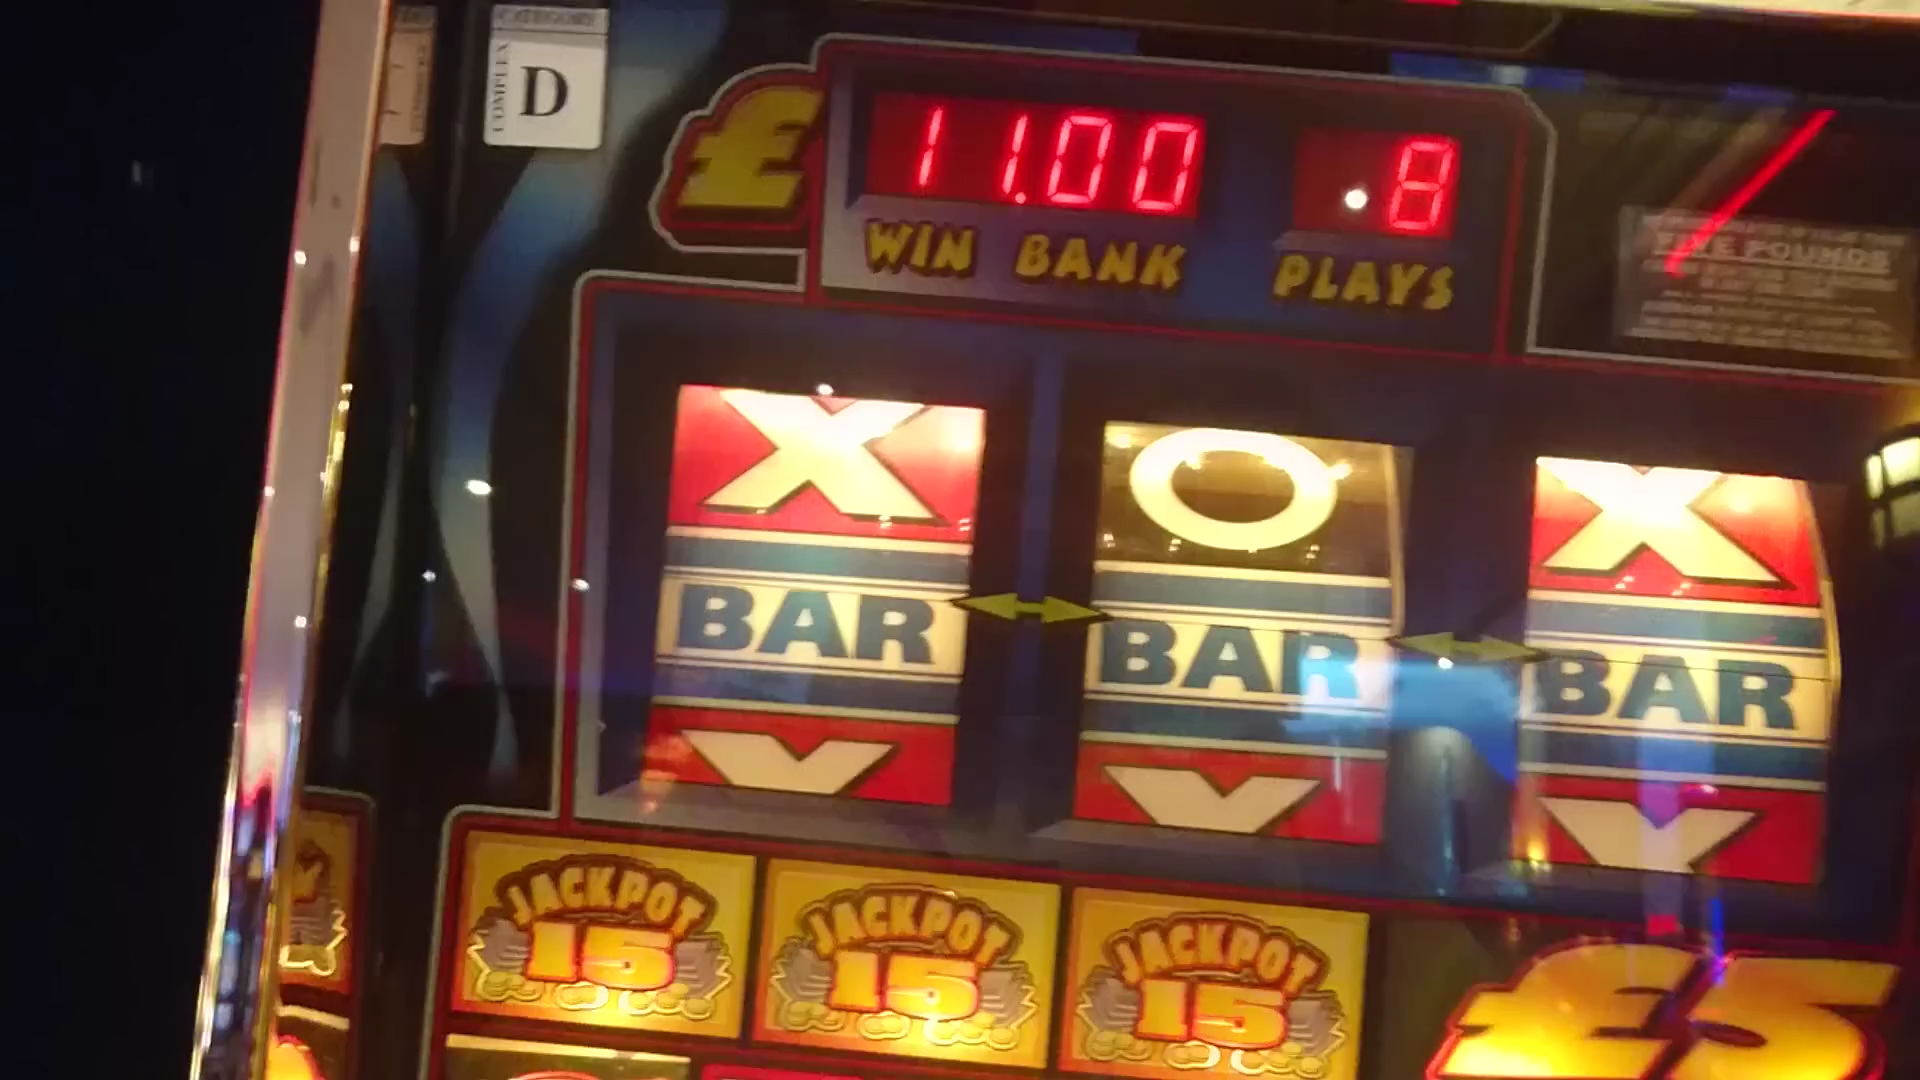 CATEGORY
COMPLEX
D
£ 11.00 8
WIN BANK PLAYS
FIVE POUNDS
X O X
BAR BAR BAR
JACKPOT JACKPOT JACKPOT
15 15 15
£5